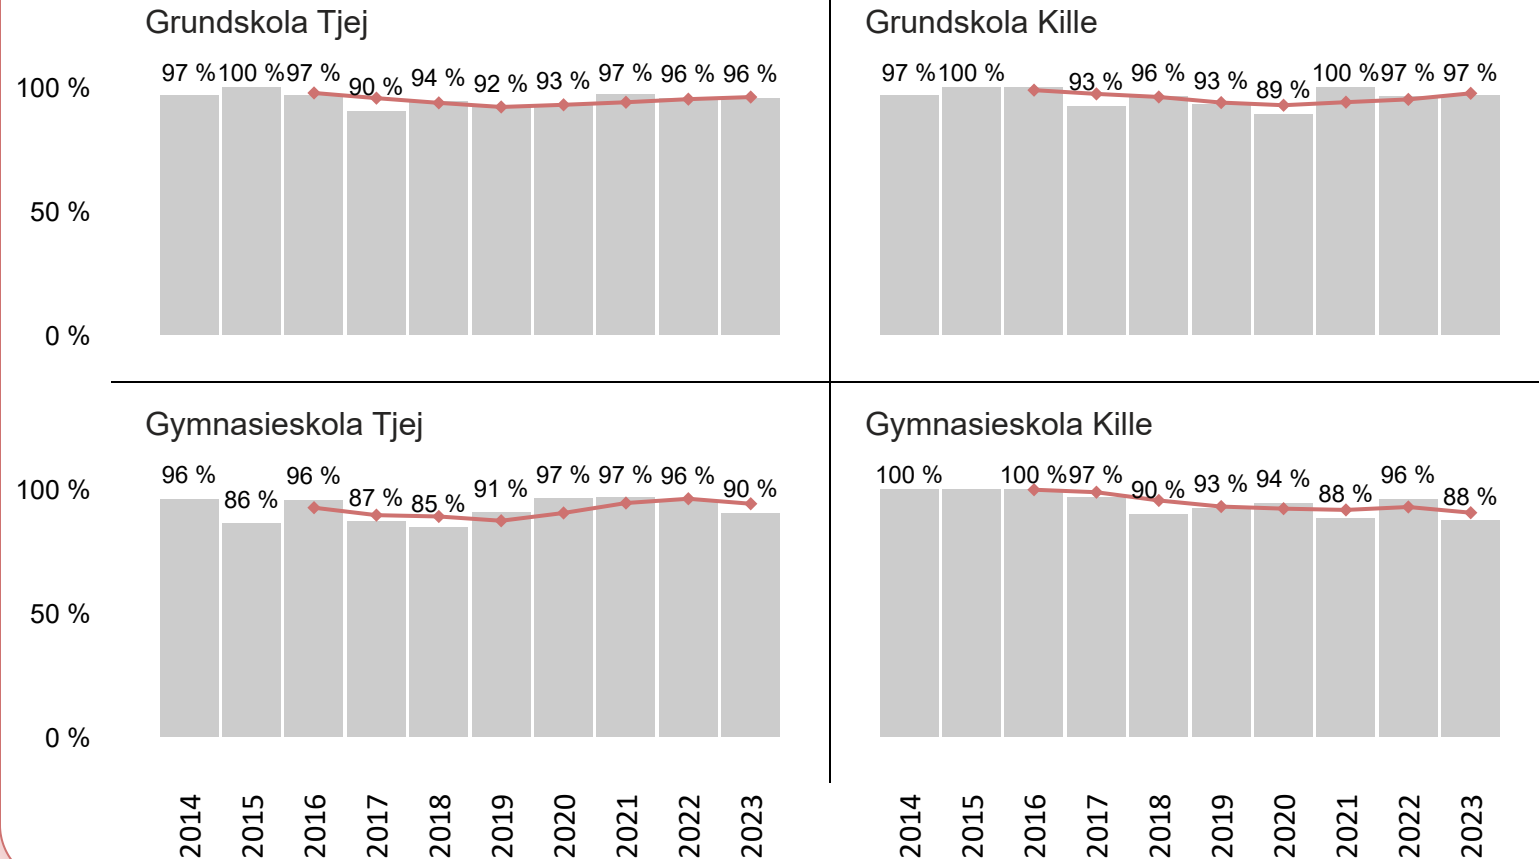 Grundskola Tjej
97 % 100 % 97 % 90 % 94 % 92 % 93 % 97 % 96 % 96 %
100 %
50 %
0 %
Grundskola Kille
97 % 100 % 93 % 96 % 93 % 89 % 100 % 97 % 97 %
Gymnasieskola Tjej
96 % 86 % 96 % 87 % 85 % 91 % 97 % 97 % 96 % 90 %
100 %
50 %
0 %
2014 2015 2016 2017 2018 2019 2020 2021 2022 2023
Gymnasieskola Kille
100 % 100 % 97 % 90 % 93 % 94 % 88 % 96 % 88 %
2014 2015 2016 2017 2018 2019 2020 2021 2022 2023